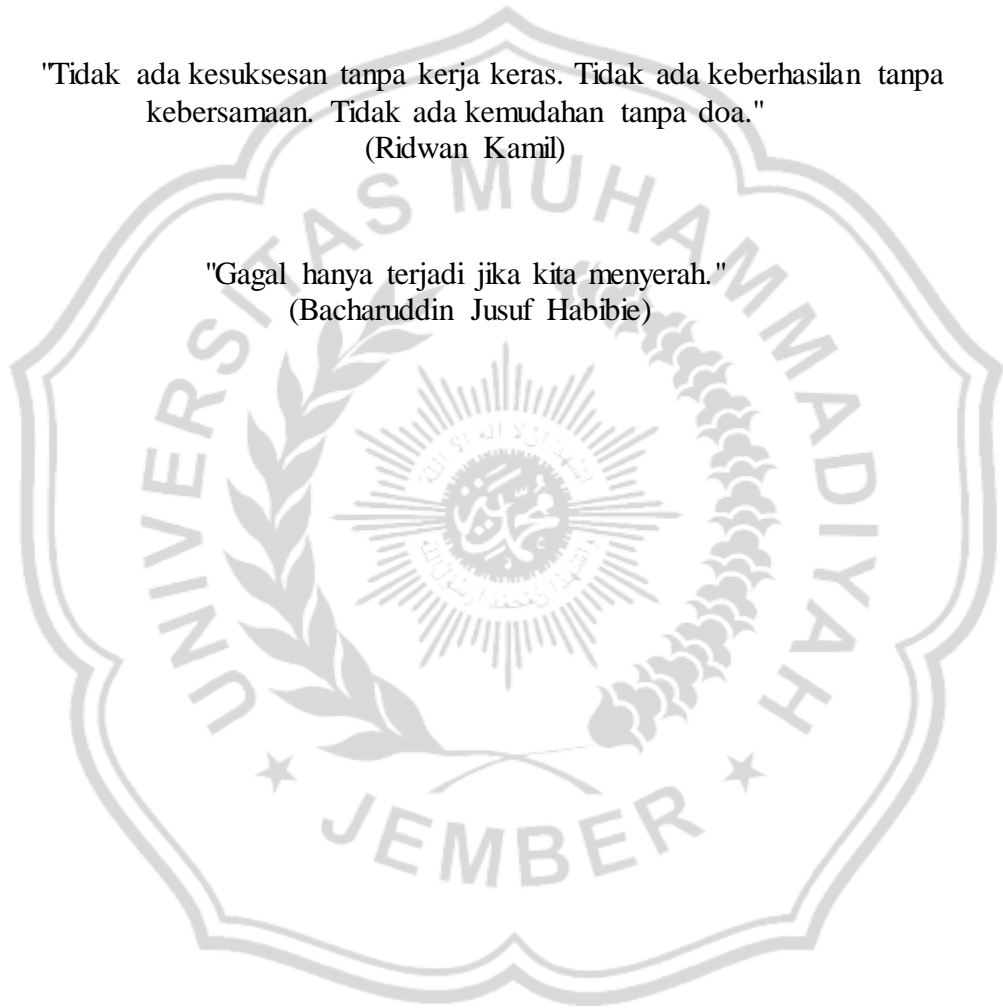 "Tidak ada kesuksesan tanpa kerja keras. Tidak ada keberhasilan tanpa
kebersamaan. Tidak ada kemudahan tanpa doa."
(Ridwan Kamil)
"Gagal hanya terjadi jika kita menyerah."
(Bacharuddin Jusuf Habibie)
UNIVERSITAS MUHAMMADIYAH
JEMBER